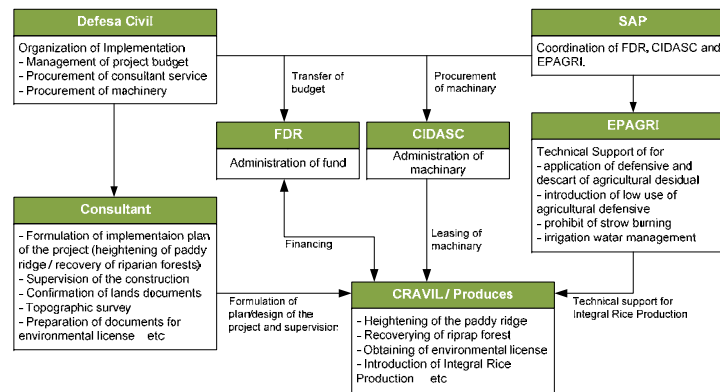 Defesa Civil
Organization of Implementation
- Management of project budget
- Procurement of consultant service
- Procurement of machinery
SAP
Coordination of FDR, CIDASC and
EPAGRI.
Transfer of
budget
Procurement
of machinary
FDR
Administration of fund
CIDASC
Administration of
machinary
EPAGRI
Technical Support of for
- application of defensive and
descart of agricultural desidual
- introduction of low use of
agricultural defensive
- prohibit of strow burning
- irrigation watar management
Consultant
- Formulation of implementaion plan
of the project (heightening of paddy
ridge / recovery of riparian forests)
- Supervision of the construction
- Confirmation of lands documents
- Topographic survey
- Preparation of documents for
environmental license etc
Financing
Leasing of
machinary
Formulation of
plan/design of the
project and supervision
Technical support for
Integral Rice Production
CRAVIL / Produces
- Heightening of the paddy ridge
- Recoverying of riprap forest
- Obtaining of environmental license
- Introduction of Integral Rice
Production etc